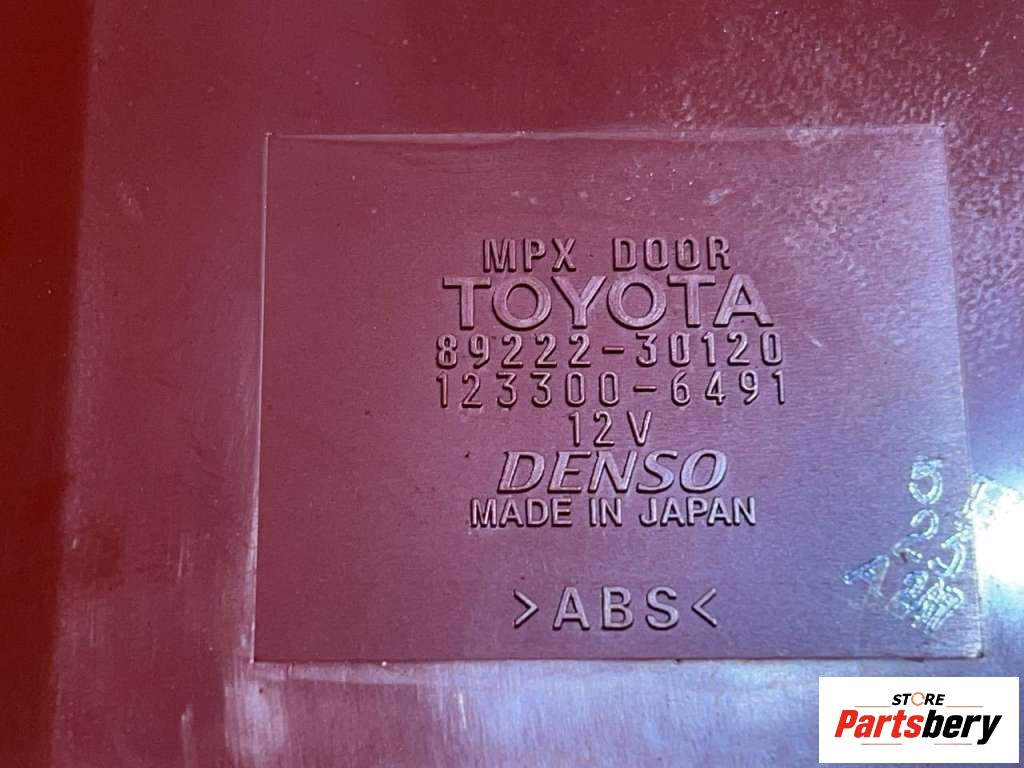 MPX DOOR
TOYOTA
89222-30120
123300-6491
12V
DENSO
MADE IN JAPAN
>ABS<
STORE
Partsbery